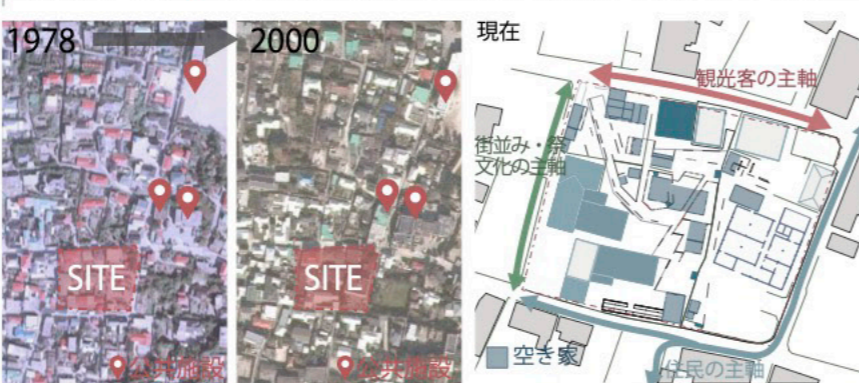 1978
2000
現在
観光客の主軸
街並み・祭
文化の主軸
SITE
SITE
公共施設
公共施設
空き家
住民の主軸